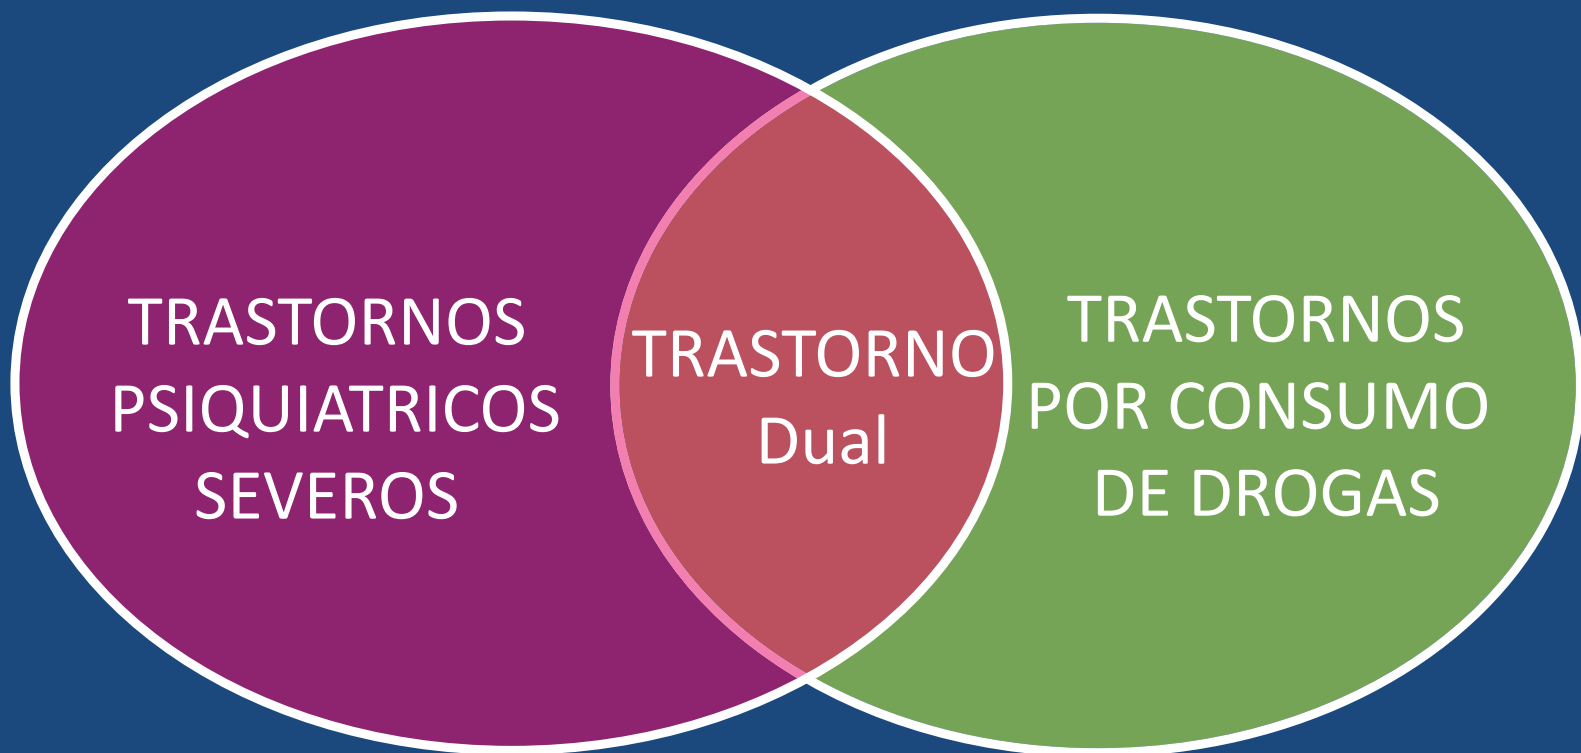 TRASTORNOS
PSIQUIATRICOS
SEVEROS
TRASTORNO
Dual
TRASTORNOS
POR CONSUMO
DE DROGAS